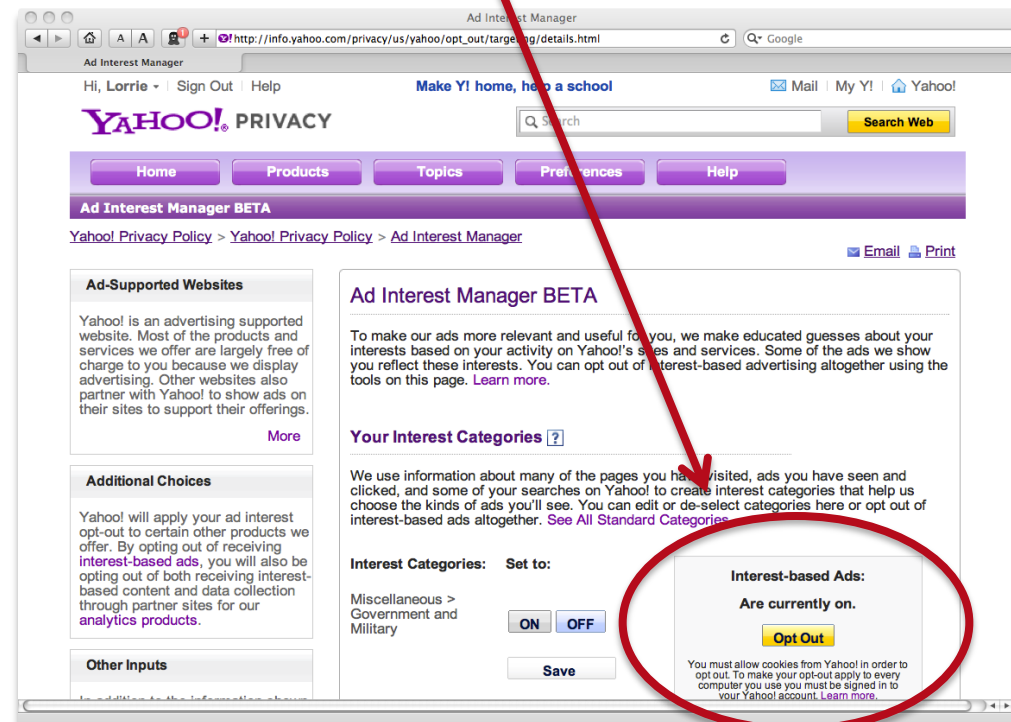 Ad Interest Manager
A A 1 + http://info.yahoo.com/privacy/us/yahoo/opt_out/targeting/details.html Google
Ad Interest Manager
Hi, Lorrie Sign Out Help Make Y! home, help a school Mail My Y! Yahoo!
YAHOO!® PRIVACY Search Search Web
Home Products Topics Preferences Help
Ad Interest Manager BETA
Yahoo! Privacy Policy > Yahoo! Privacy Policy > Ad Interest Manager
Email Print
Ad-Supported Websites
Yahoo! is an advertising supported
website. Most of the products and
services we offer are largely free of
charge to you because we display
advertising. Other websites also
partner with Yahoo! to show ads on
their sites to support their offerings.
More
Additional Choices
Yahoo! will apply your ad interest
opt-out to certain other products we
offer. By opting out of receiving
interest-based ads, you will also be
opting out of both receiving interest-
based content and data collection
through partner sites for our
analytics products.
Other Inputs
In addition to the information shown
Ad Interest Manager BETA
To make our ads more relevant and useful for you, we make educated guesses about your
interests based on your activity on Yahoo!'s sites and services. Some of the ads we show
you reflect these interests. You can opt out of interest-based advertising altogether using the
tools on this page. Learn more.
Your Interest Categories ?
We use information about many of the pages you have visited, ads you have seen and
clicked, and some of your searches on Yahoo! to create interest categories that help us
choose the kinds of ads you'll see. You can edit or de-select categories here or opt out of
interest-based ads altogether. See All Standard Categories
Interest Categories: Set to:
Miscellaneous >
Government and
Military
ON OFF
Save
Interest-based Ads:
Are currently on.
Opt Out
You must allow cookies from Yahoo! in order to
opt out. To make your opt-out apply to every
computer you use you must be signed in to
your Yahoo! account. Learn more.